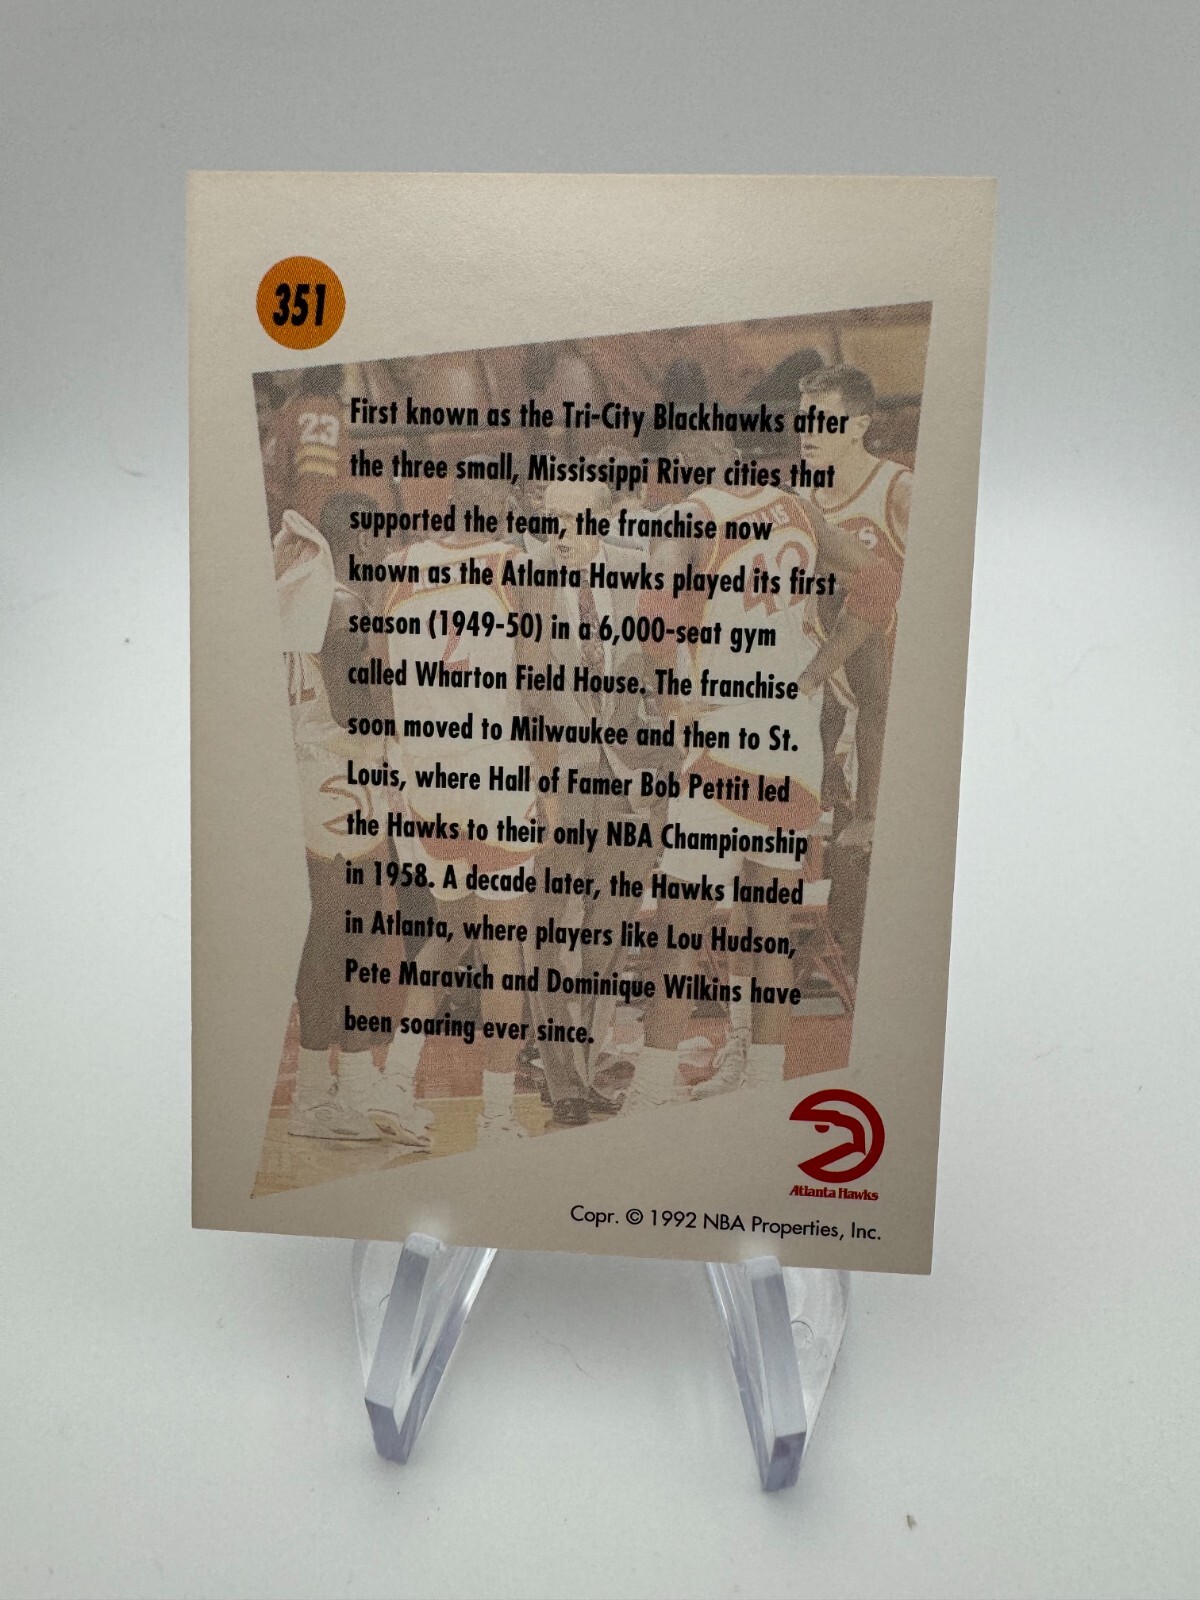 351
23
First known as the Tri-City Blackhawks after
the three small, Mississippi River cities that
supported the team, the franchise now
known as the Atlanta Hawks played its first
season (1949-50) in a 6,000-seat gym
called Wharton Field House. The franchise
soon moved to Milwaukee and then to St.
Louis, where Hall of Famer Bob Pettit led
the Hawks to their only NBA Championship
in 1958. A decade later, the Hawks landed
in Atlanta, where players like Lou Hudson,
Pete Maravich and Dominique Wilkins have
been soaring ever since.
42
Atlanta Hawks
Copr. © 1992 NBA Properties, Inc.